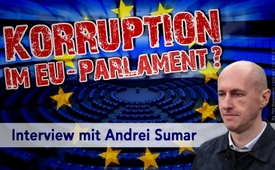 KORRUPTION
IM EU-PARLAMENT?
Interview mit Andrei Sumar